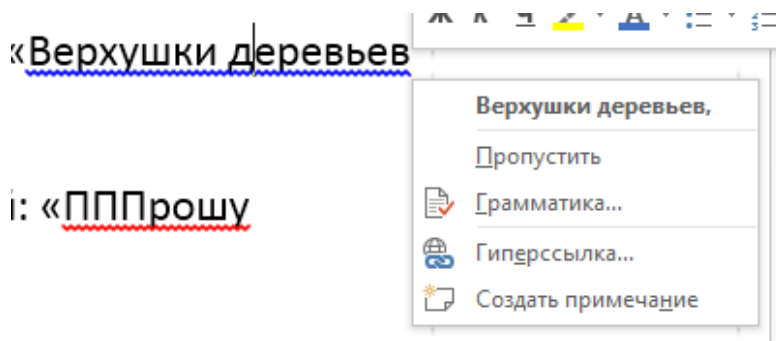 «Верхушки деревьев
Верхушки деревьев,
Пропустить
й: «ПППрошу
Грамматика...
Гиперссылка...
Создать примечание